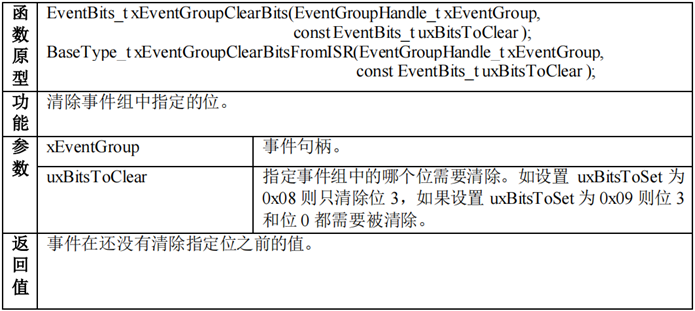 函数原型
EventBits_t xEventGroupClearBits(EventGroupHandle_t xEventGroup,
const EventBits_t uxBitsToClear );
BaseType_t xEventGroupClearBitsFromISR(EventGroupHandle_t xEventGroup,
const EventBits_t uxBitsToClear );
功能
清除事件组中指定的位。
参数
xEventGroup
事件句柄。
uxBitsToClear
指定事件组中的哪个位需要清除。如设置 uxBitsToSet 为
0x08 则只清除位 3，如果设置 uxBitsToSet 为 0x09 则位 3
和位 0 都需要被清除。
返回值
事件在还没有清除指定位之前的值。